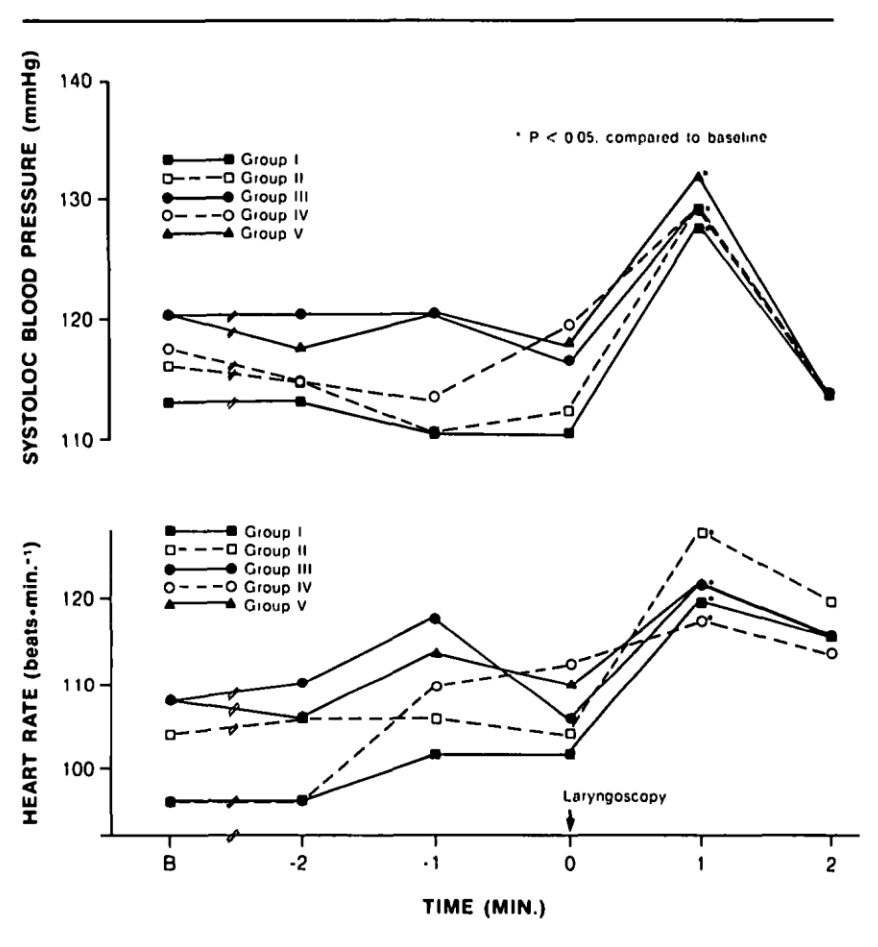 SYSTOLOC BLOOD PRESSURE (mmHg)
140
130
120
110
* P < 0 05. compared to baseline
Group I
Group II
Group III
Group IV
Group V
HEART RATE (beats•min.⁻¹)
120
110
100
Group I
Group II
Group III
Group IV
Group V
Laryngoscopy
B -2 -1 0 1 2
TIME (MIN.)